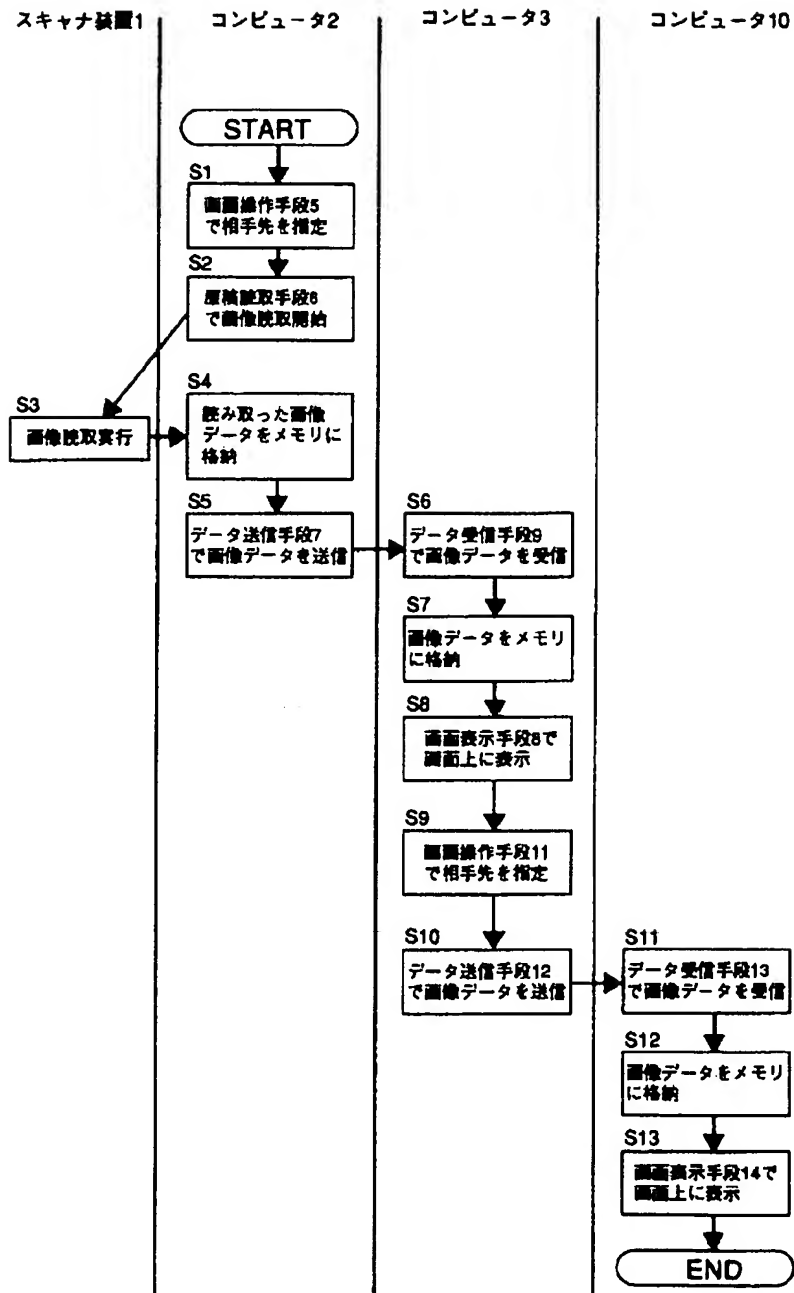 スキャナ装置1
コンピュータ2
コンピュータ3
コンピュータ10
START
S1
画面操作手段5
で相手先を指定
S2
原稿読取手段6
で画像読取開始
S3
画像読取実行
S4
読み取った画像
データをメモリに
格納
S5
データ送信手段7
で画像データを送信
S6
データ受信手段9
で画像データを受信
S7
画像データをメモリ
に格納
S8
画面表示手段8で
画面上に表示
S9
画面操作手段11
で相手先を指定
S10
データ送信手段12
で画像データを送信
S11
データ受信手段13
で画像データを受信
S12
画像データをメモリ
に格納
S13
画面表示手段14で
画面上に表示
END